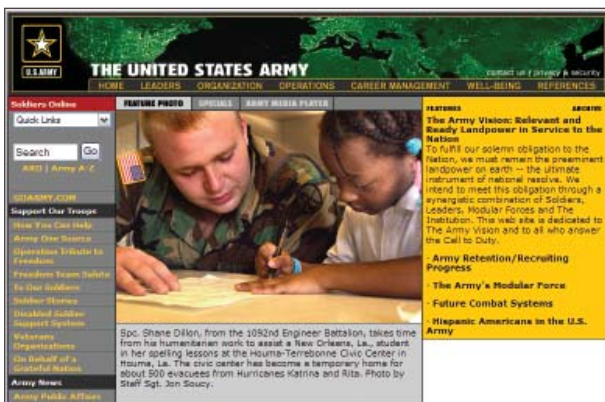 U.S.ARMY
THE UNITED STATES ARMY
contact us / privacy & security
HOME LEADERS ORGANIZATION OPERATIONS CAREER MANAGEMENT WELL-BEING REFERENCES
Soldiers Online
Quick Links
Search Go
AKO | Army A-Z
GOARMY.COM
Support Our Troops
How You Can Help
Army One Source
Operation Tribute to
Freedom
Freedom Team Salute
To Our Soldiers
Soldier Stories
Disabled Soldier
Support System
Veterans
Organizations
On Behalf of a
Grateful Nation
Army News
Army Public Affairs
FEATURE PHOTO SPECIALS ARMY MEDIA PLAYER
Spc. Shane Dillon, from the 1092nd Engineer Battalion, takes time
from his humanitarian work to assist a New Orleans, La., student
in her spelling lessons at the Houma-Terrebonne Civic Center in
Houma, La. The civic center has become a temporary home for
about 500 evacuees from Hurricanes Katrina and Rita. Photo by
Staff Sgt. Jon Soucy.
FEATURES ARCHIVE
The Army Vision: Relevant and
Ready Landpower in Service to the
Nation
To fulfill our solemn obligation to the
Nation, we must remain the preeminent
landpower on earth -- the ultimate
instrument of national resolve. We
intend to meet this obligation through a
synergistic combination of Soldiers,
Leaders, Modular Forces and The
Institution. This web site is dedicated to
The Army Vision and to all who answer
the Call to Duty.
· Army Retention/Recruiting
Progress
· The Army's Modular Force
· Future Combat Systems
· Hispanic Americans in the U.S.
Army